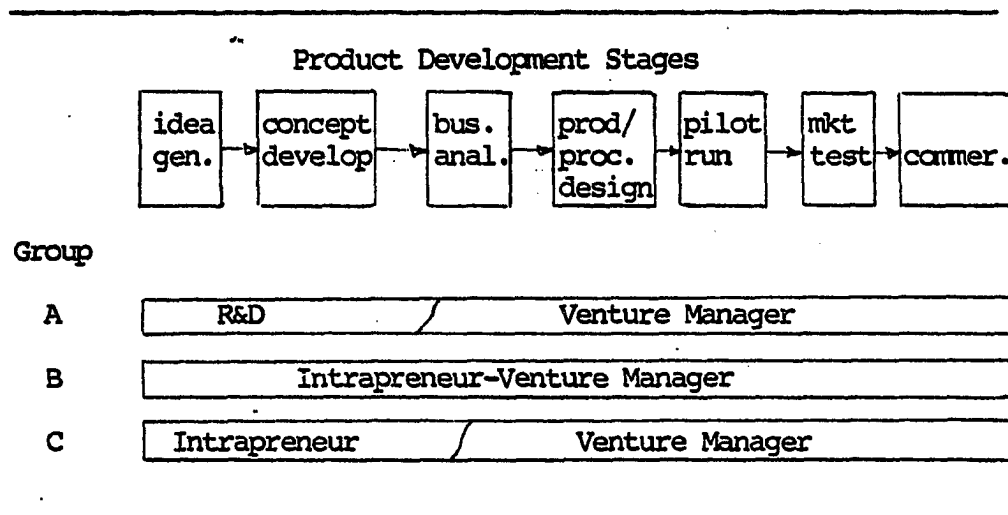 Product Development Stages
idea gen.
concept develop
bus. anal.
prod/ proc. design
pilot run
mkt test
commer.
Group
A R&D Venture Manager
B Intrapreneur-Venture Manager
C Intrapreneur Venture Manager